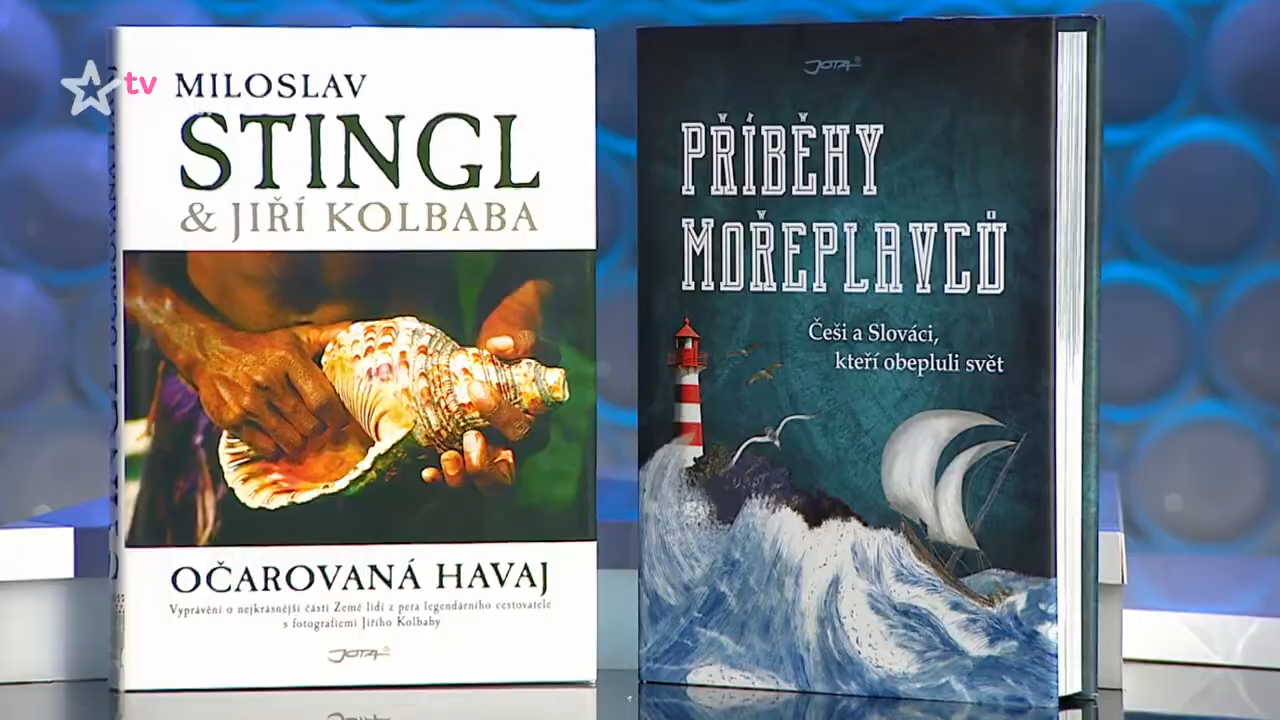 tv
MILOSLAV
STINGL
& JIŘÍ KOLBABA
OČAROVANÁ HAVAJ
Vyprávění o nejkrásnější části Země lidí z pera legendárního cestovatele
s fotografiemi Jiřího Kolbaby
JOTA
JOTA
PŘÍBĚHY
MOŘEPLAVCŮ
Češi a Slováci,
kteří obepluli svět